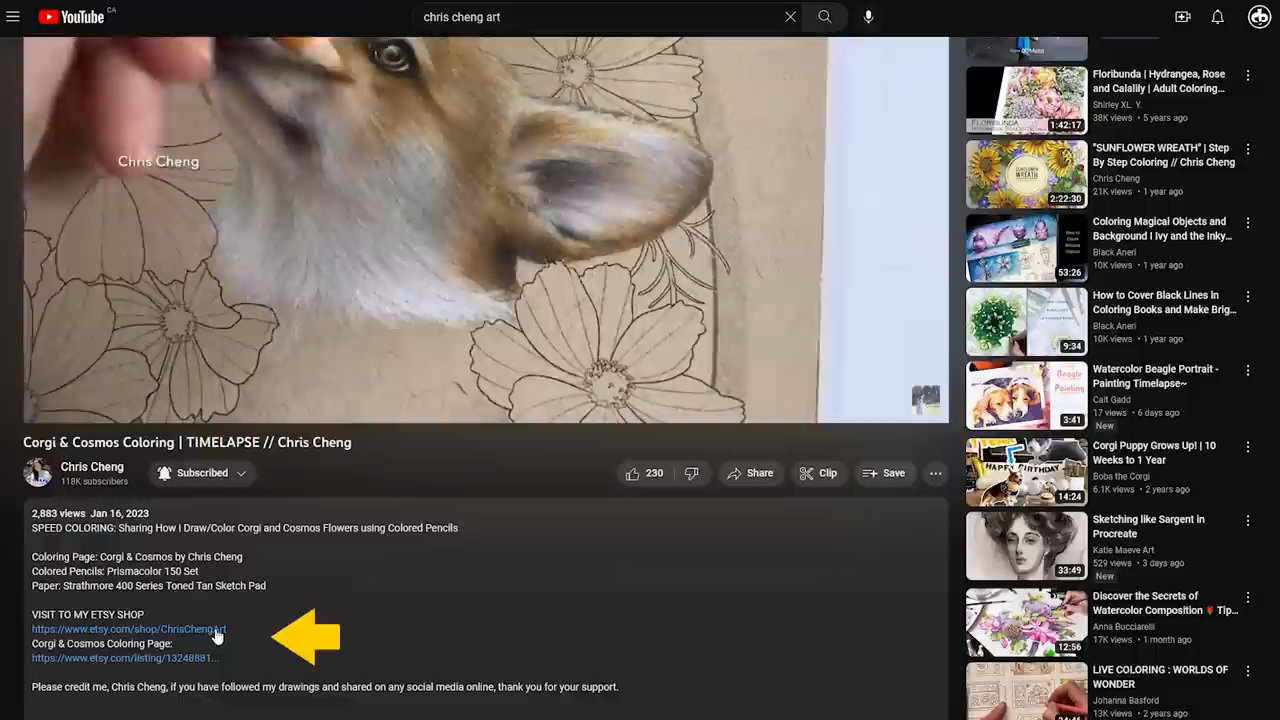 YouTube CA
chris cheng art
Chris Cheng
Corgi & Cosmos Coloring | TIMELAPSE // Chris Cheng
Chris Cheng
118K subscribers
Subscribed
230
Share
Clip
Save
2,883 views Jan 16, 2023
SPEED COLORING: Sharing How I Draw/Color Corgi and Cosmos Flowers using Colored Pencils
Coloring Page: Corgi & Cosmos by Chris Cheng
Colored Pencils: Prismacolor 150 Set
Paper: Strathmore 400 Series Toned Tan Sketch Pad
VISIT TO MY ETSY SHOP
https://www.etsy.com/shop/ChrisChengArt
Corgi & Cosmos Coloring Page:
https://www.etsy.com/listing/13248881...
Please credit me, Chris Cheng, if you have followed my drawings and shared on any social media online, thank you for your support.
1:42:17
Floribunda | Hydrangea, Rose
and Calalily | Adult Coloring...
Shirley XL. Y.
38K views • 5 years ago
SUNFLOWER
WREATH
2:22:30
"SUNFLOWER WREATH" | Step
By Step Coloring // Chris Cheng
Chris Cheng
21K views • 1 year ago
53:26
Coloring Magical Objects and
Background I Ivy and the Inky...
Black Aneri
10K views • 1 year ago
9:34
How to Cover Black Lines In
Coloring Books and Make Brig...
Black Aneri
10K views • 1 year ago
Beagle
Painting
3:41
Watercolor Beagle Portrait -
Painting Timelapse~
Cait Gadd
17 views • 6 days ago
New
HAPPY BIRTHDAY
14:24
Corgi Puppy Grows Up! | 10
Weeks to 1 Year
Boba the Corgi
6.1K views • 2 years ago
33:49
Sketching like Sargent in
Procreate
Katie Maeve Art
529 views • 3 days ago
New
12:56
Discover the Secrets of
Watercolor Composition 🌹 Tip...
Anna Bucciarelli
17K views • 1 month ago
LIVE COLORING : WORLDS OF
WONDER
Johanna Basford
13K views • 2 years ago